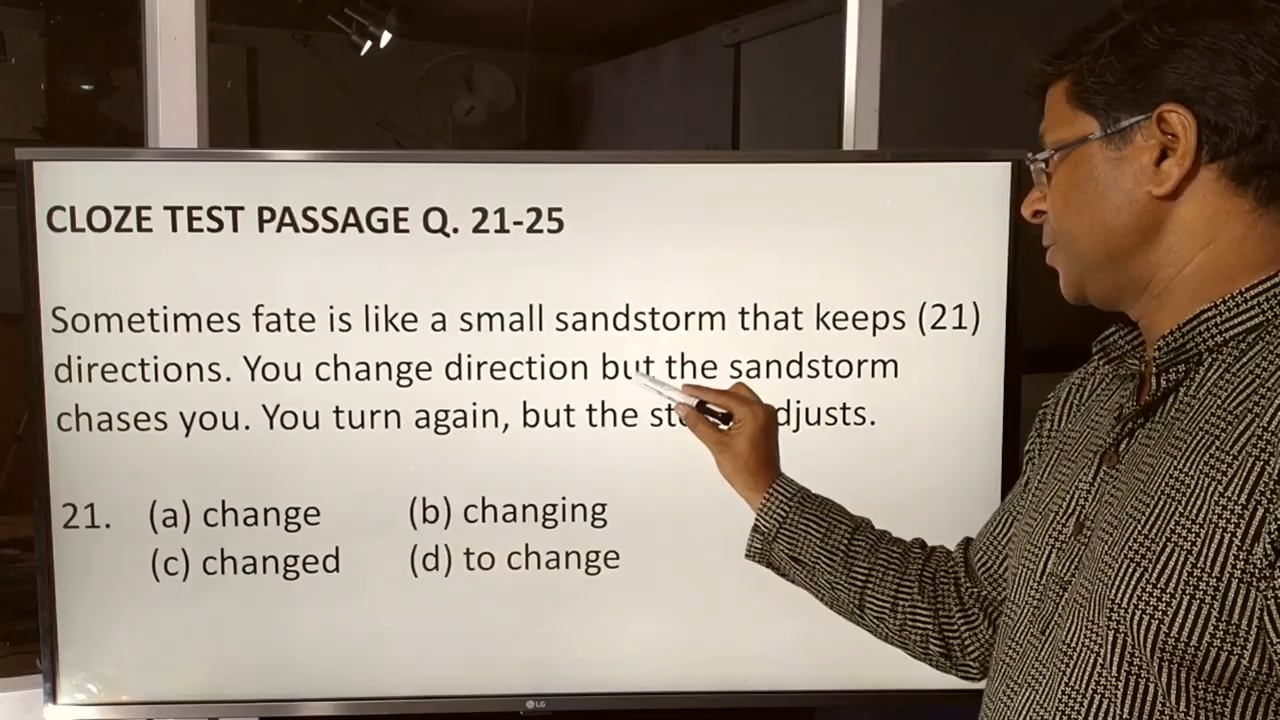 CLOZE TEST PASSAGE Q. 21-25
Sometimes fate is like a small sandstorm that keeps (21)
directions. You change direction but the sandstorm
chases you. You turn again, but the
21. (a) change (b) changing
(c) changed (d) to change
LG